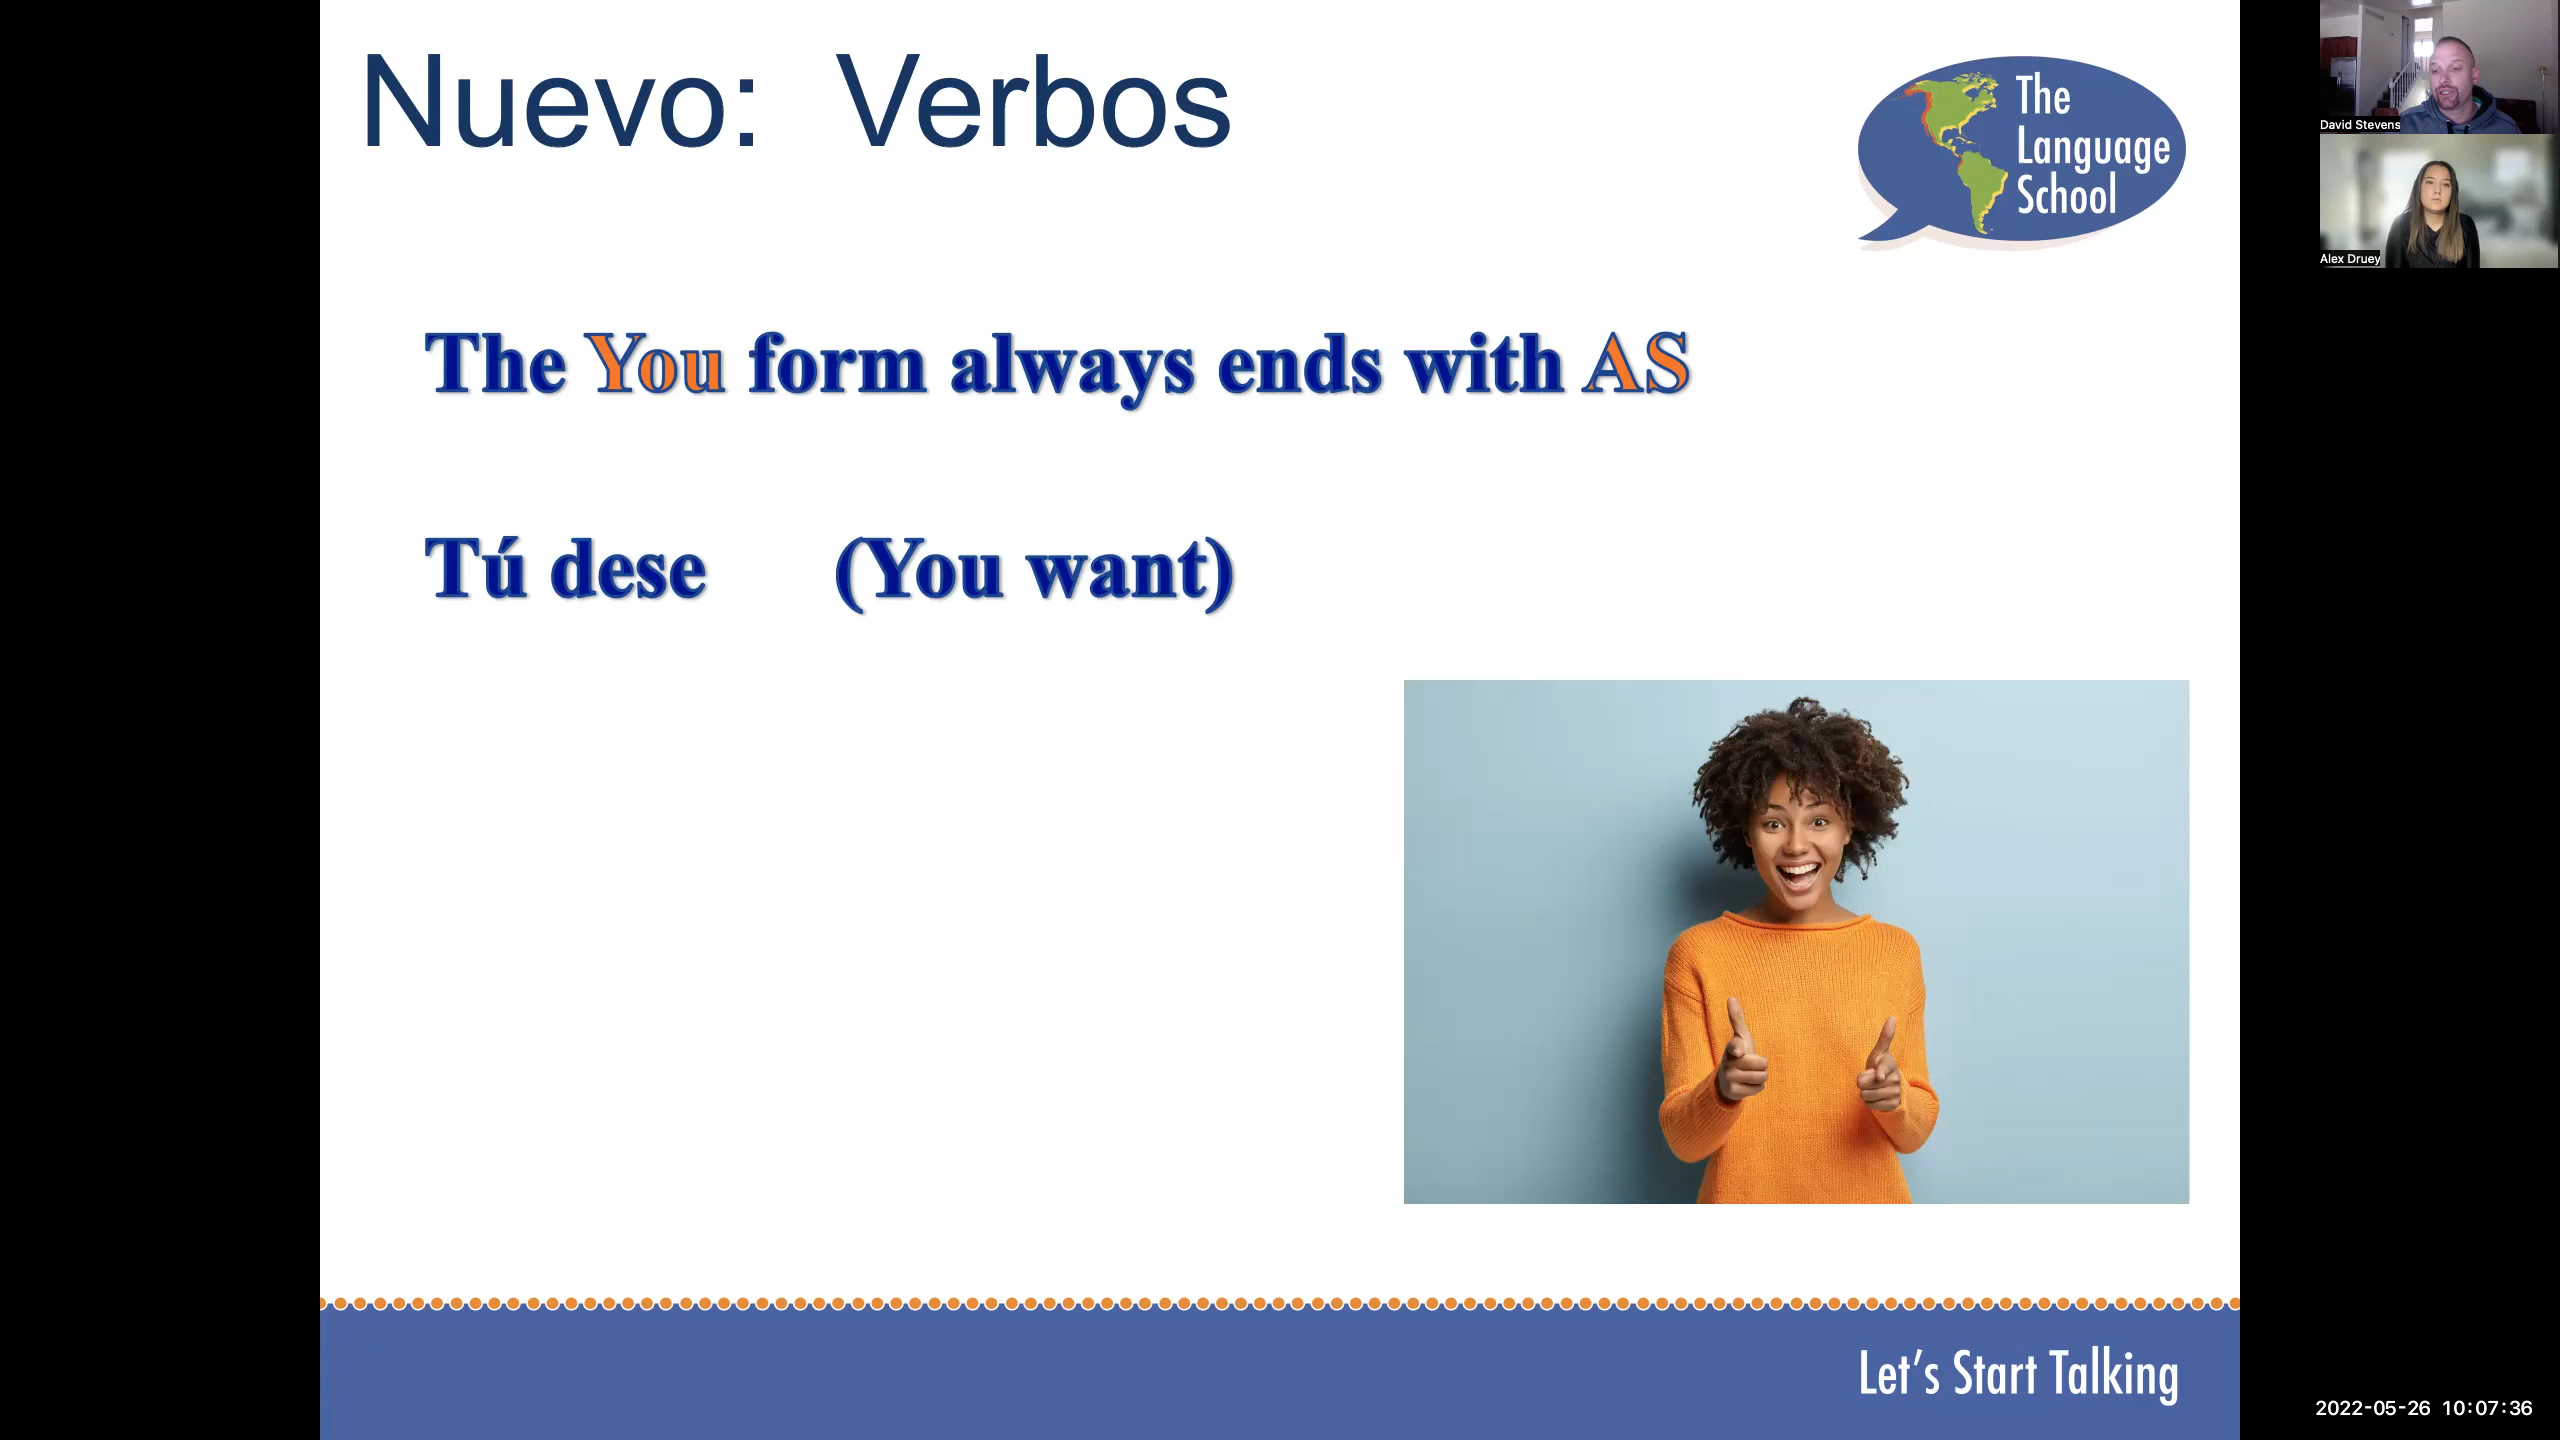 Nuevo: Verbos
The
Language
School
The You form always ends with AS
Tú dese (You want)
Let's Start Talking
David Stevens
Alex Druey
2022-05-26 10:07:36